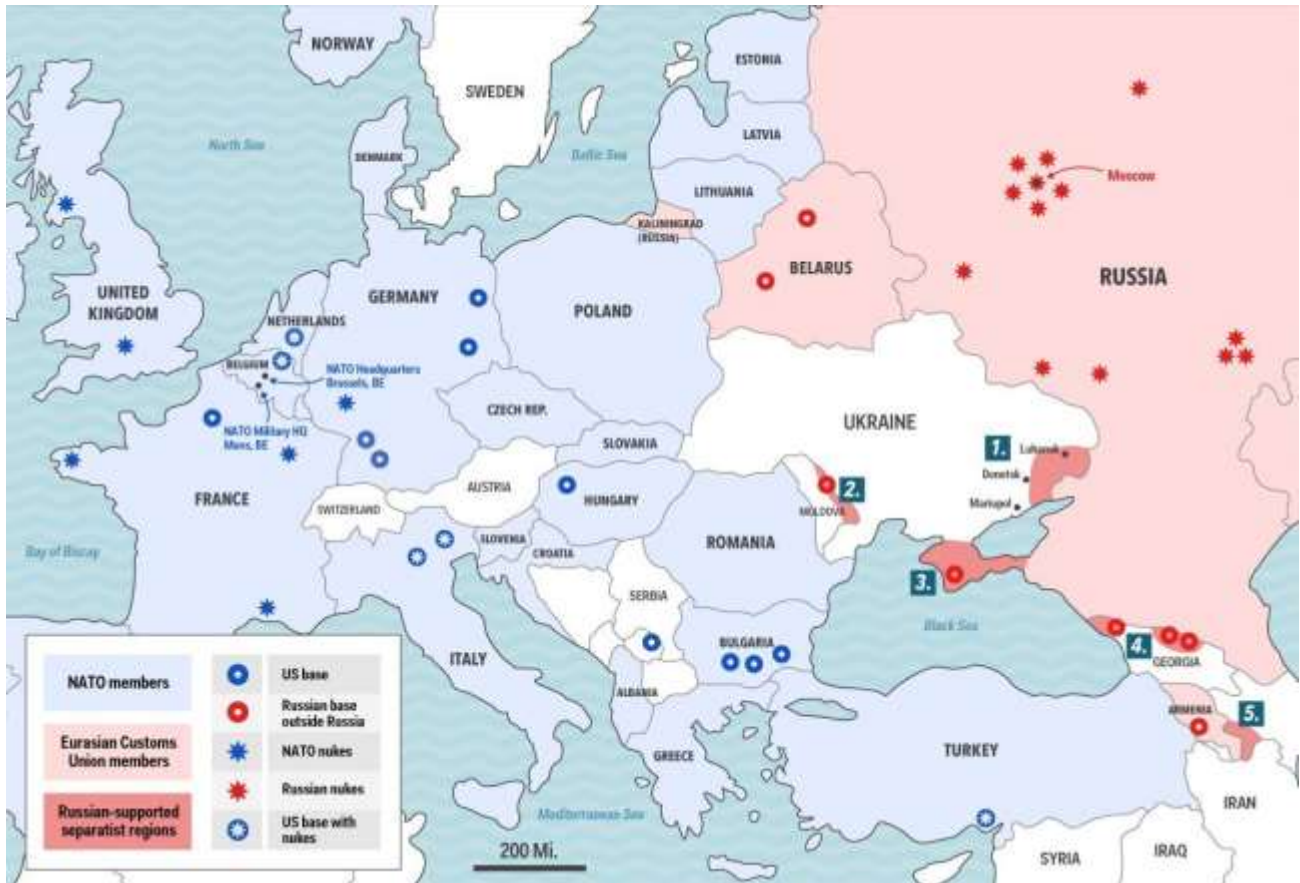 NORWAY
SWEDEN
ESTONIA
LATVIA
LITHUANIA
North Sea
Baltic Sea
DENMARK
KALININGRAD
(RUSSIA)
Moscow
BELARUS
RUSSIA
UNITED
KINGDOM
GERMANY
NETHERLANDS
POLAND
BELGIUM
NATO Headquarters
Brussels, BE
CZECH REP.
NATO Military HQ
Mons, BE
SLOVAKIA
UKRAINE
1.
Luhansk
Donetsk
Mariupol
AUSTRIA
SWITZERLAND
FRANCE
HUNGARY
2.
MOLDOVA
Bay of Biscay
SLOVENIA
CROATIA
ROMANIA
3.
SERBIA
Black Sea
BULGARIA
4.
GEORGIA
ITALY
ALBANIA
ARMENIA
5.
GREECE
TURKEY
IRAN
Mediterranean Sea
SYRIA
IRAQ
NATO members
Eurasian Customs
Union members
Russian-supported
separatist regions
US base
Russian base
outside Russia
NATO nukes
Russian nukes
US base with
nukes
200 Mi.